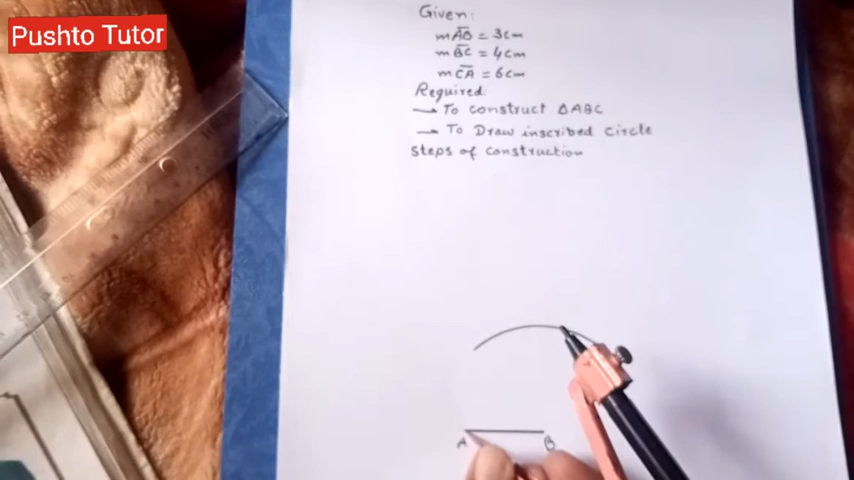 Pushto Tutor
Given:
mAB = 3cm
mBC = 4cm
mCA = 6cm
Required:
→ To construct ΔABC
→ To Draw inscribed circle
steps of construction
A B